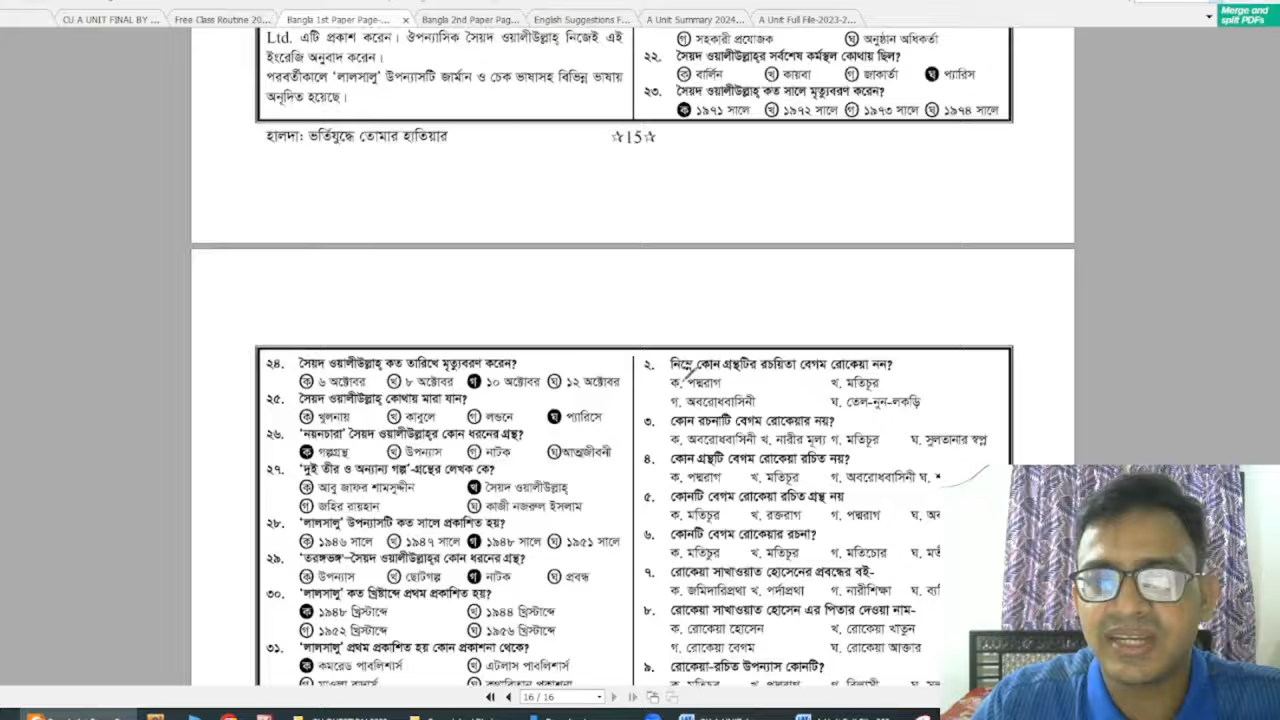 CU A UNIT FINAL BY ...
Free Class Routine 20...
Bangla 1st Paper Page-... ×
Bangla 2nd Paper Pag...
English Suggestions F...
A Unit Summary 2024...
A Unit Full File-2023-2...
Merge and
split PDFs
Ltd. এটি প্রকাশ করেন। ঔপন্যাসিক সৈয়দ ওয়ালীউল্লাহ্ নিজেই এই
ইংরেজি অনুবাদ করেন।
পরবর্তীকালে ‘লালসালু’ উপন্যাসটি জার্মান ও চেক ভাষাসহ বিভিন্ন ভাষায়
অনূদিত হয়েছে।
গ সহকারী প্রযোজক ঘ অনুষ্ঠান অধিকর্তা
২২. সৈয়দ ওয়ালীউল্লাহ্‌র সর্বশেষ কর্মস্থল কোথায় ছিল?
ক বার্লিন খ কায়বা গ জাকার্তা ঘ প্যারিস
২৩. সৈয়দ ওয়ালীউল্লাহ্ কত সালে মৃত্যুবরণ করেন?
ক ১৯৭১ সালে খ ১৯৭২ সালে গ ১৯৭৩ সালে ঘ ১৯৭৪ সালে
হালদা: ভর্তিযুদ্ধে তোমার হাতিয়ার
☆15☆
২৪. সৈয়দ ওয়ালীউল্লাহ্ কত তারিখে মৃত্যুবরণ করেন?
ক ৬ অক্টোবর খ ৮ অক্টোবর গ ১০ অক্টোবর ঘ ১২ অক্টোবর
২৫. সৈয়দ ওয়ালীউল্লাহ্ কোথায় মারা যান?
ক খুলনায় খ কাবুলে গ লন্ডনে ঘ প্যারিসে
২৬. ‘নয়নচারা’ সৈয়দ ওয়ালীউল্লাহ্‌র কোন ধরনের গ্রন্থ?
ক গল্পগ্রন্থ খ উপন্যাস গ নাটক ঘ আত্মজীবনী
২৭. ‘দুই তীর ও অন্যান্য গল্প’-গ্রন্থের লেখক কে?
ক আবু জাফর শামসুদ্দীন খ সৈয়দ ওয়ালীউল্লাহ্
গ জহির রায়হান ঘ কাজী নজরুল ইসলাম
২৮. ‘লালসালু’ উপন্যাসটি কত সালে প্রকাশিত হয়?
ক ১৯৪৬ সালে খ ১৯৪৭ সালে গ ১৯৪৮ সালে ঘ ১৯৫১ সালে
২৯. ‘তরঙ্গভঙ্গ’-সৈয়দ ওয়ালীউল্লাহ্‌র কোন ধরনের গ্রন্থ?
ক উপন্যাস খ ছোটগল্প গ নাটক ঘ প্রবন্ধ
৩০. ‘লালসালু’ কত খ্রিষ্টাব্দে প্রথম প্রকাশিত হয়?
ক ১৯৪৮ খ্রিস্টাব্দে খ ১৯৪৪ খ্রিস্টাব্দে
গ ১৯৫২ খ্রিস্টাব্দে ঘ ১৯৫৬ খ্রিস্টাব্দে
৩১. ‘লালসালু’ প্রথম প্রকাশিত হয় কোন প্রকাশনা থেকে?
ক কমরেড পাবলিশার্স খ এটলাস পাবলিশার্স
২. নিম্নে কোন গ্রন্থটির রচয়িতা বেগম রোকেয়া নন?
ক. পদ্মরাগ খ. মতিচূর
গ. অবরোধবাসিনী ঘ. তেল-নুন-লকড়ি
৩. কোন রচনাটি বেগম রোকেয়ার নয়?
ক. অবরোধবাসিনী খ. নারীর মূল্য গ. মতিচূর ঘ. সুলতানার স্বপ্ন
৪. কোন গ্রন্থটি বেগম রোকেয়া রচিত নয়?
ক. পদ্মরাগ খ. মতিচূর গ. অবরোধবাসিনী ঘ.
৫. কোনটি বেগম রোকেয়া রচিত গ্রন্থ নয়
ক. মতিচূর খ. রক্তরাগ গ. পদ্মরাগ ঘ.
৬. কোনটি বেগম রোকেয়ার রচনা?
ক. মতিচুর খ. মতিচূর গ. মতিচোর ঘ.
৭. রোকেয়া সাখাওয়াত হোসেনের প্রবন্ধের বই-
ক. জমিদারিপ্রথা খ. পর্দাপ্রথা গ. নারীশিক্ষা ঘ.
৮. রোকেয়া সাখাওয়াত হোসেন এর পিতার দেওয়া নাম-
ক. রোকেয়া হোসেন খ. রোকেয়া খাতুন
গ. রোকেয়া বেগম ঘ. রোকেয়া আক্তার
৯. রোকেয়া-রচিত উপন্যাস কোনটি?
16 / 16